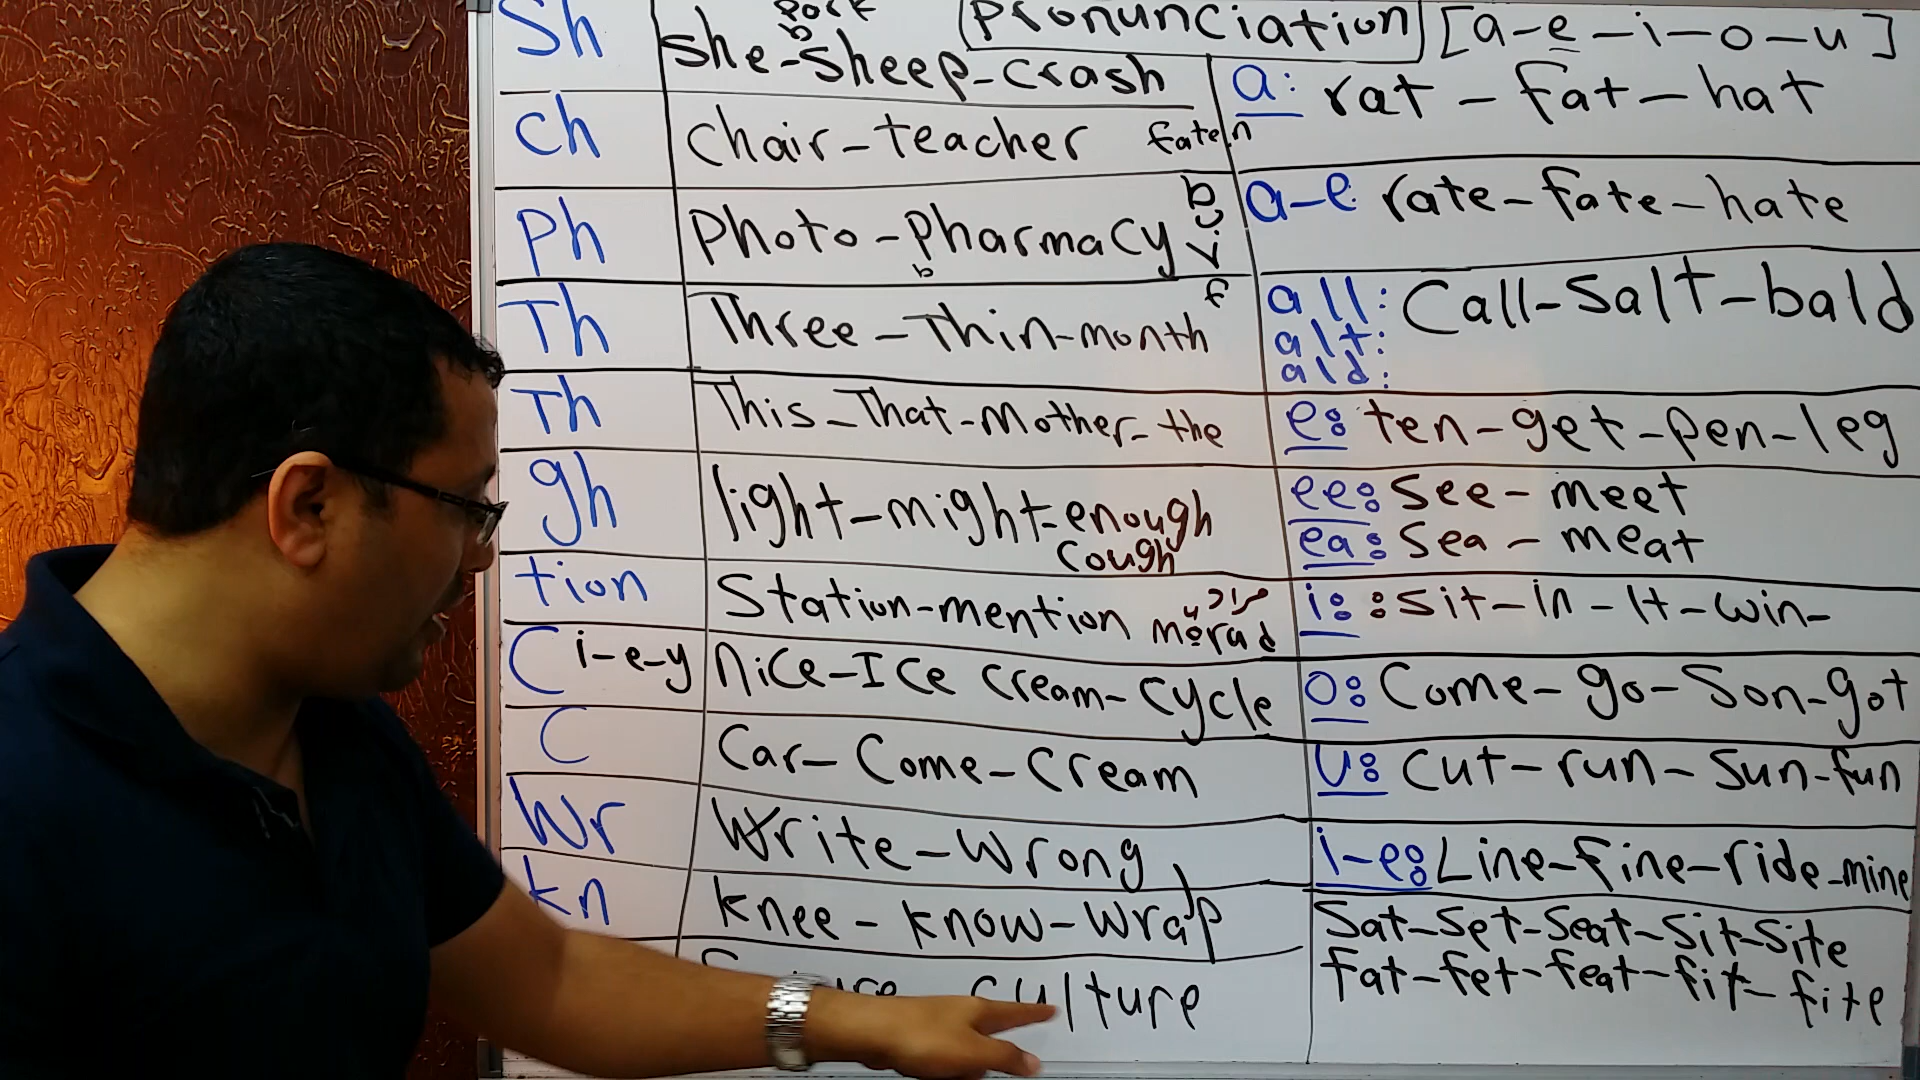 Sh she-sheep-crash
park
b
Pronunciation [a-e-i-o-u]
ch chair-teacher faten
Ph Photo-pharmacy
b
b
v
f
Th Three-Thin-month
Th This-That-Mother-the
gh light-might-enough
cough
tion Station-mention morad
مراد
C i-e-y nice-Ice cream-cycle
C Car-Come-cream
Wr Write-Wrong
kn knee-know-wrap
culture
a: rat-fat-hat
a-e: rate-fate-hate
all: Call-Salt-bald
alt:
ald:
e: ten-get-pen-leg
ee: see-meet
ea: sea-meat
i: : sit-in-It-win-
o: Come-go-Son-got
U: cut-run-sun-fun
i-e: Line-fine-ride-mine
Sat-Set-Seat-Sit-Site
fat-fet-feat-fit-fite